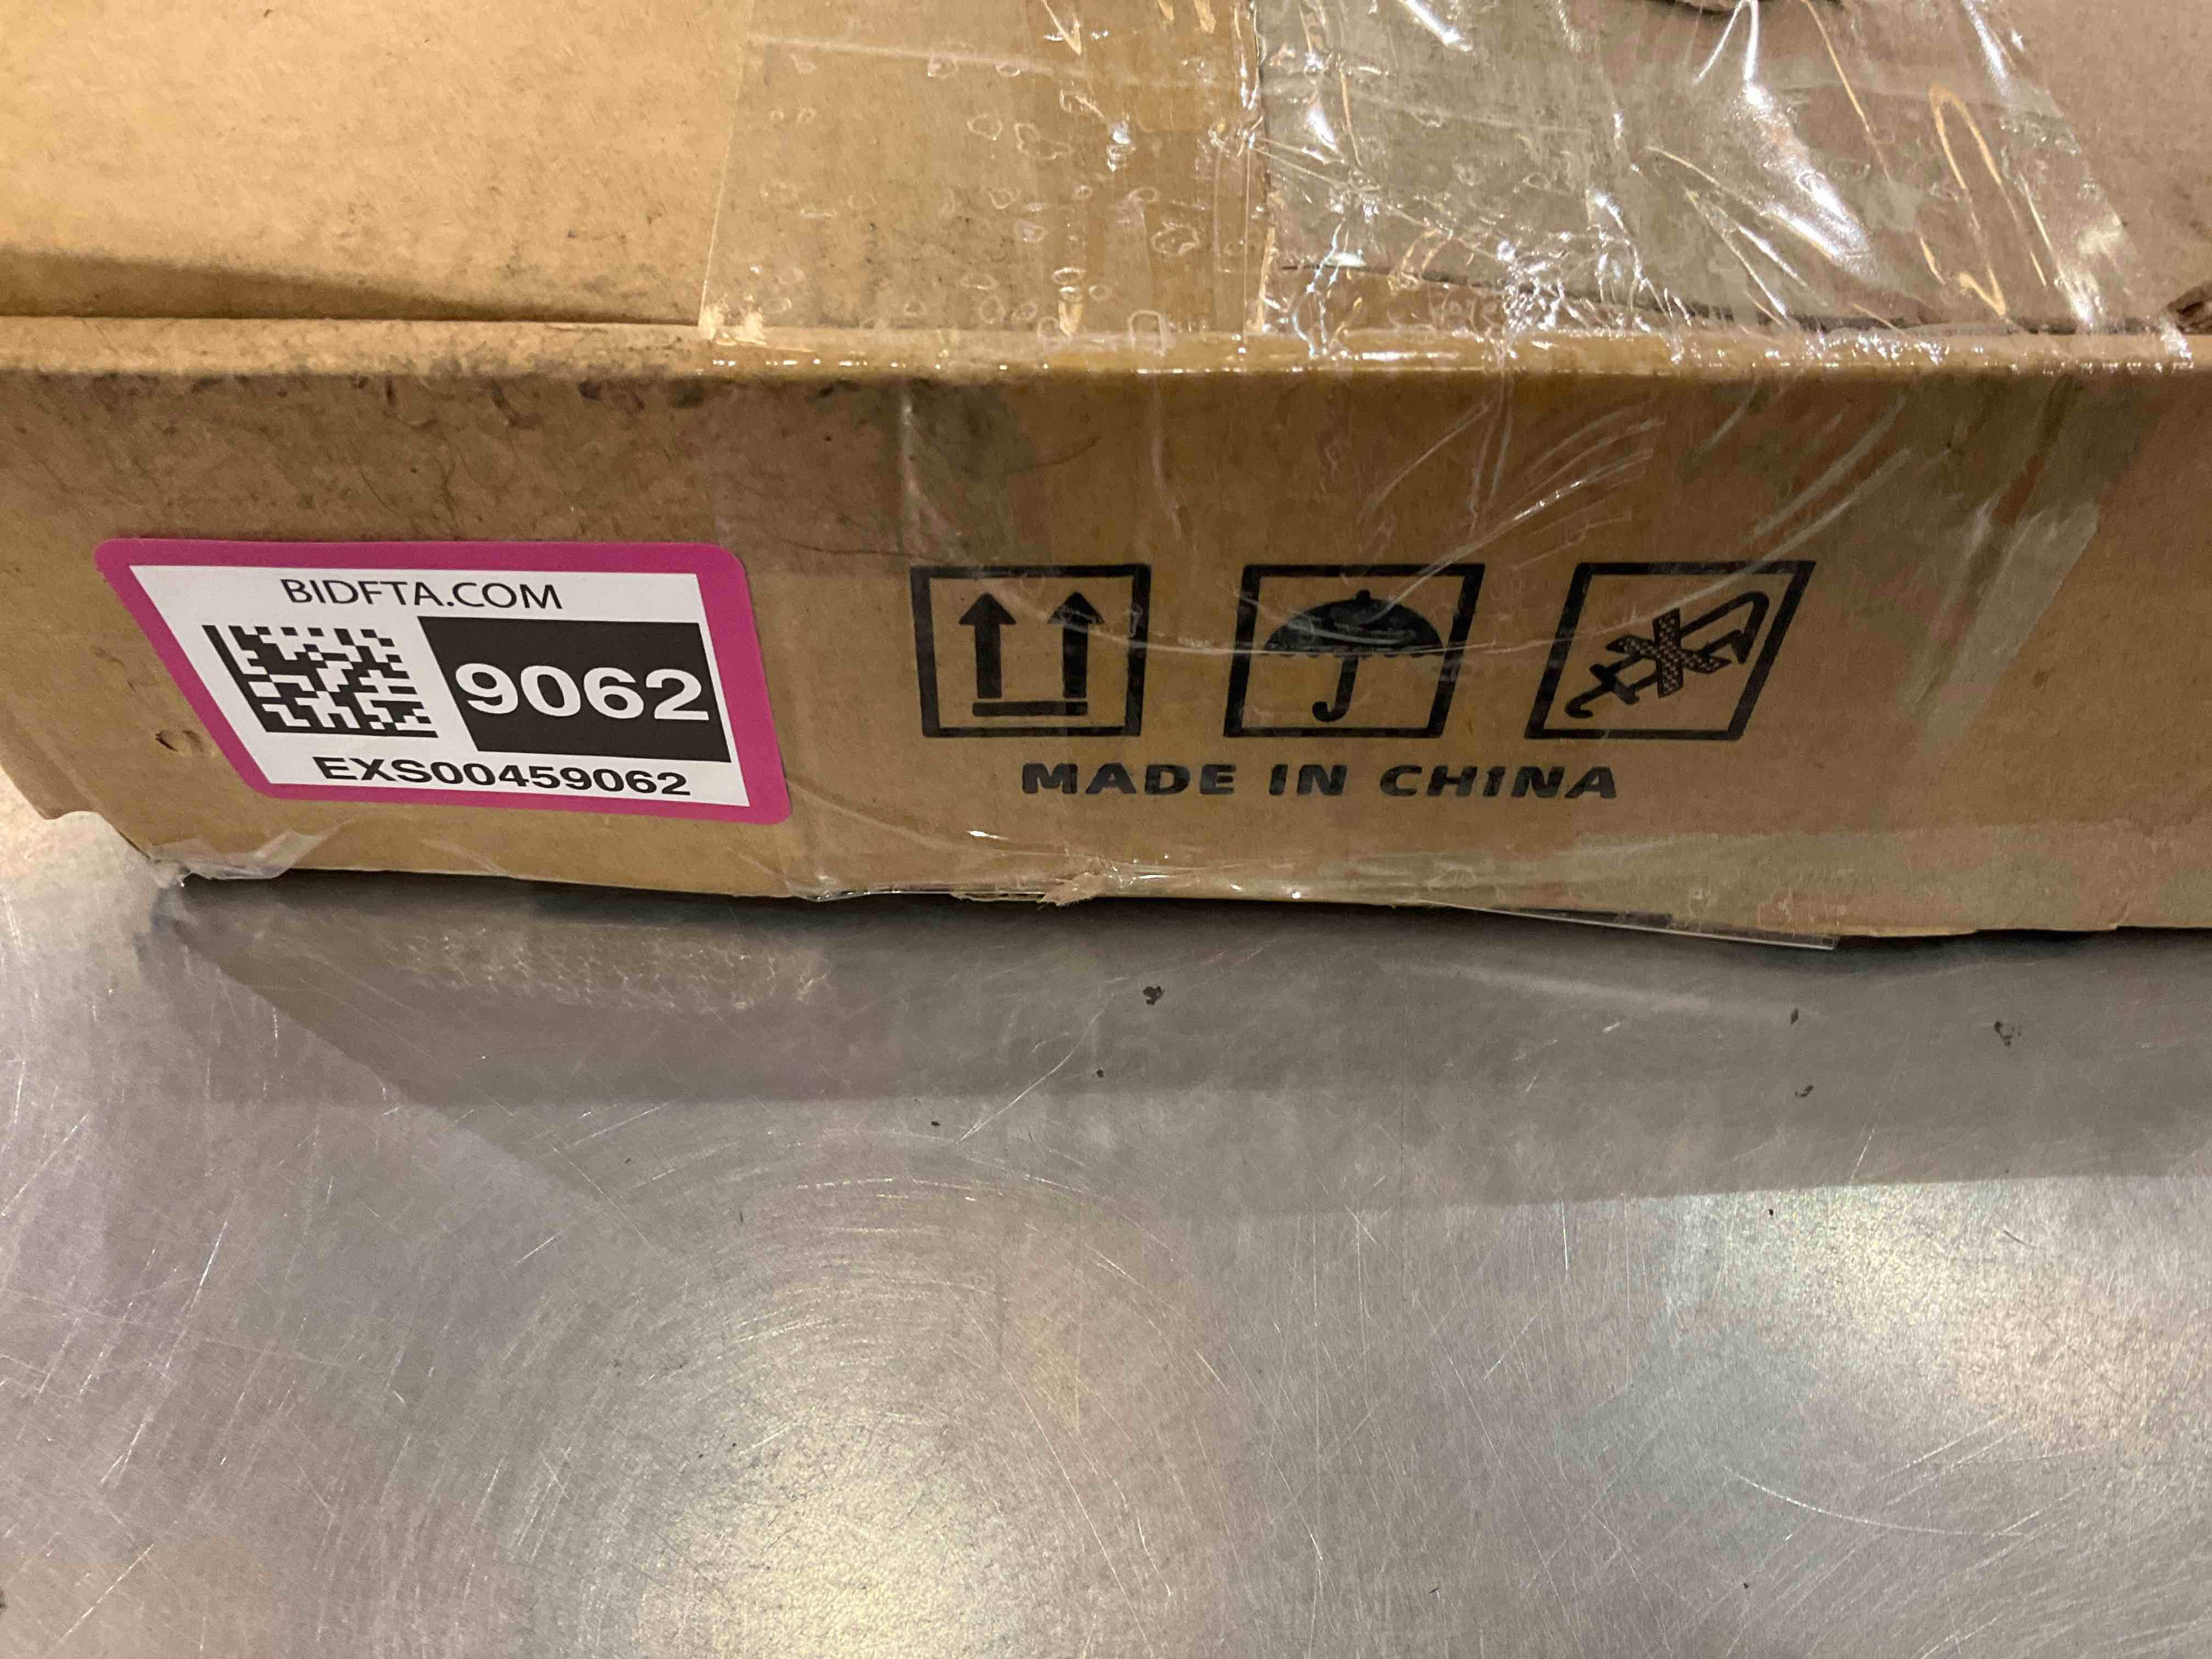 BIDFTA.COM
9062
EXS00459062
MADE IN CHINA